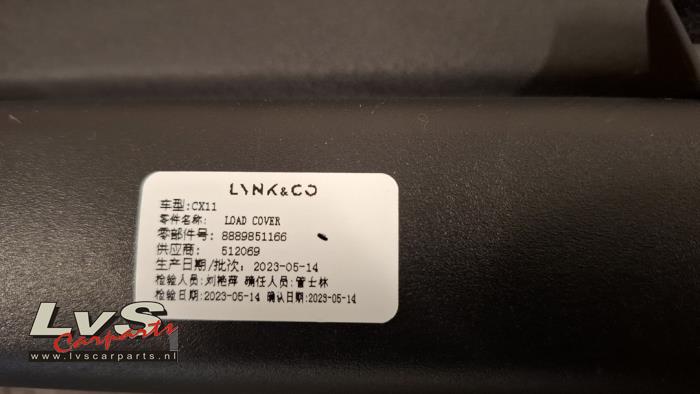 LYNK&CO
车型:CX11
零件名称: LOAD COVER
零部件号: 8889851166
供应商: 512069
生产日期/批次: 2023-05-14
检验人员:刘艳萍 确任人员:管士林
检验日期:2023-05-14 确认日期:2023-05-14
LvS
Carparts
www.lvscarparts.nl